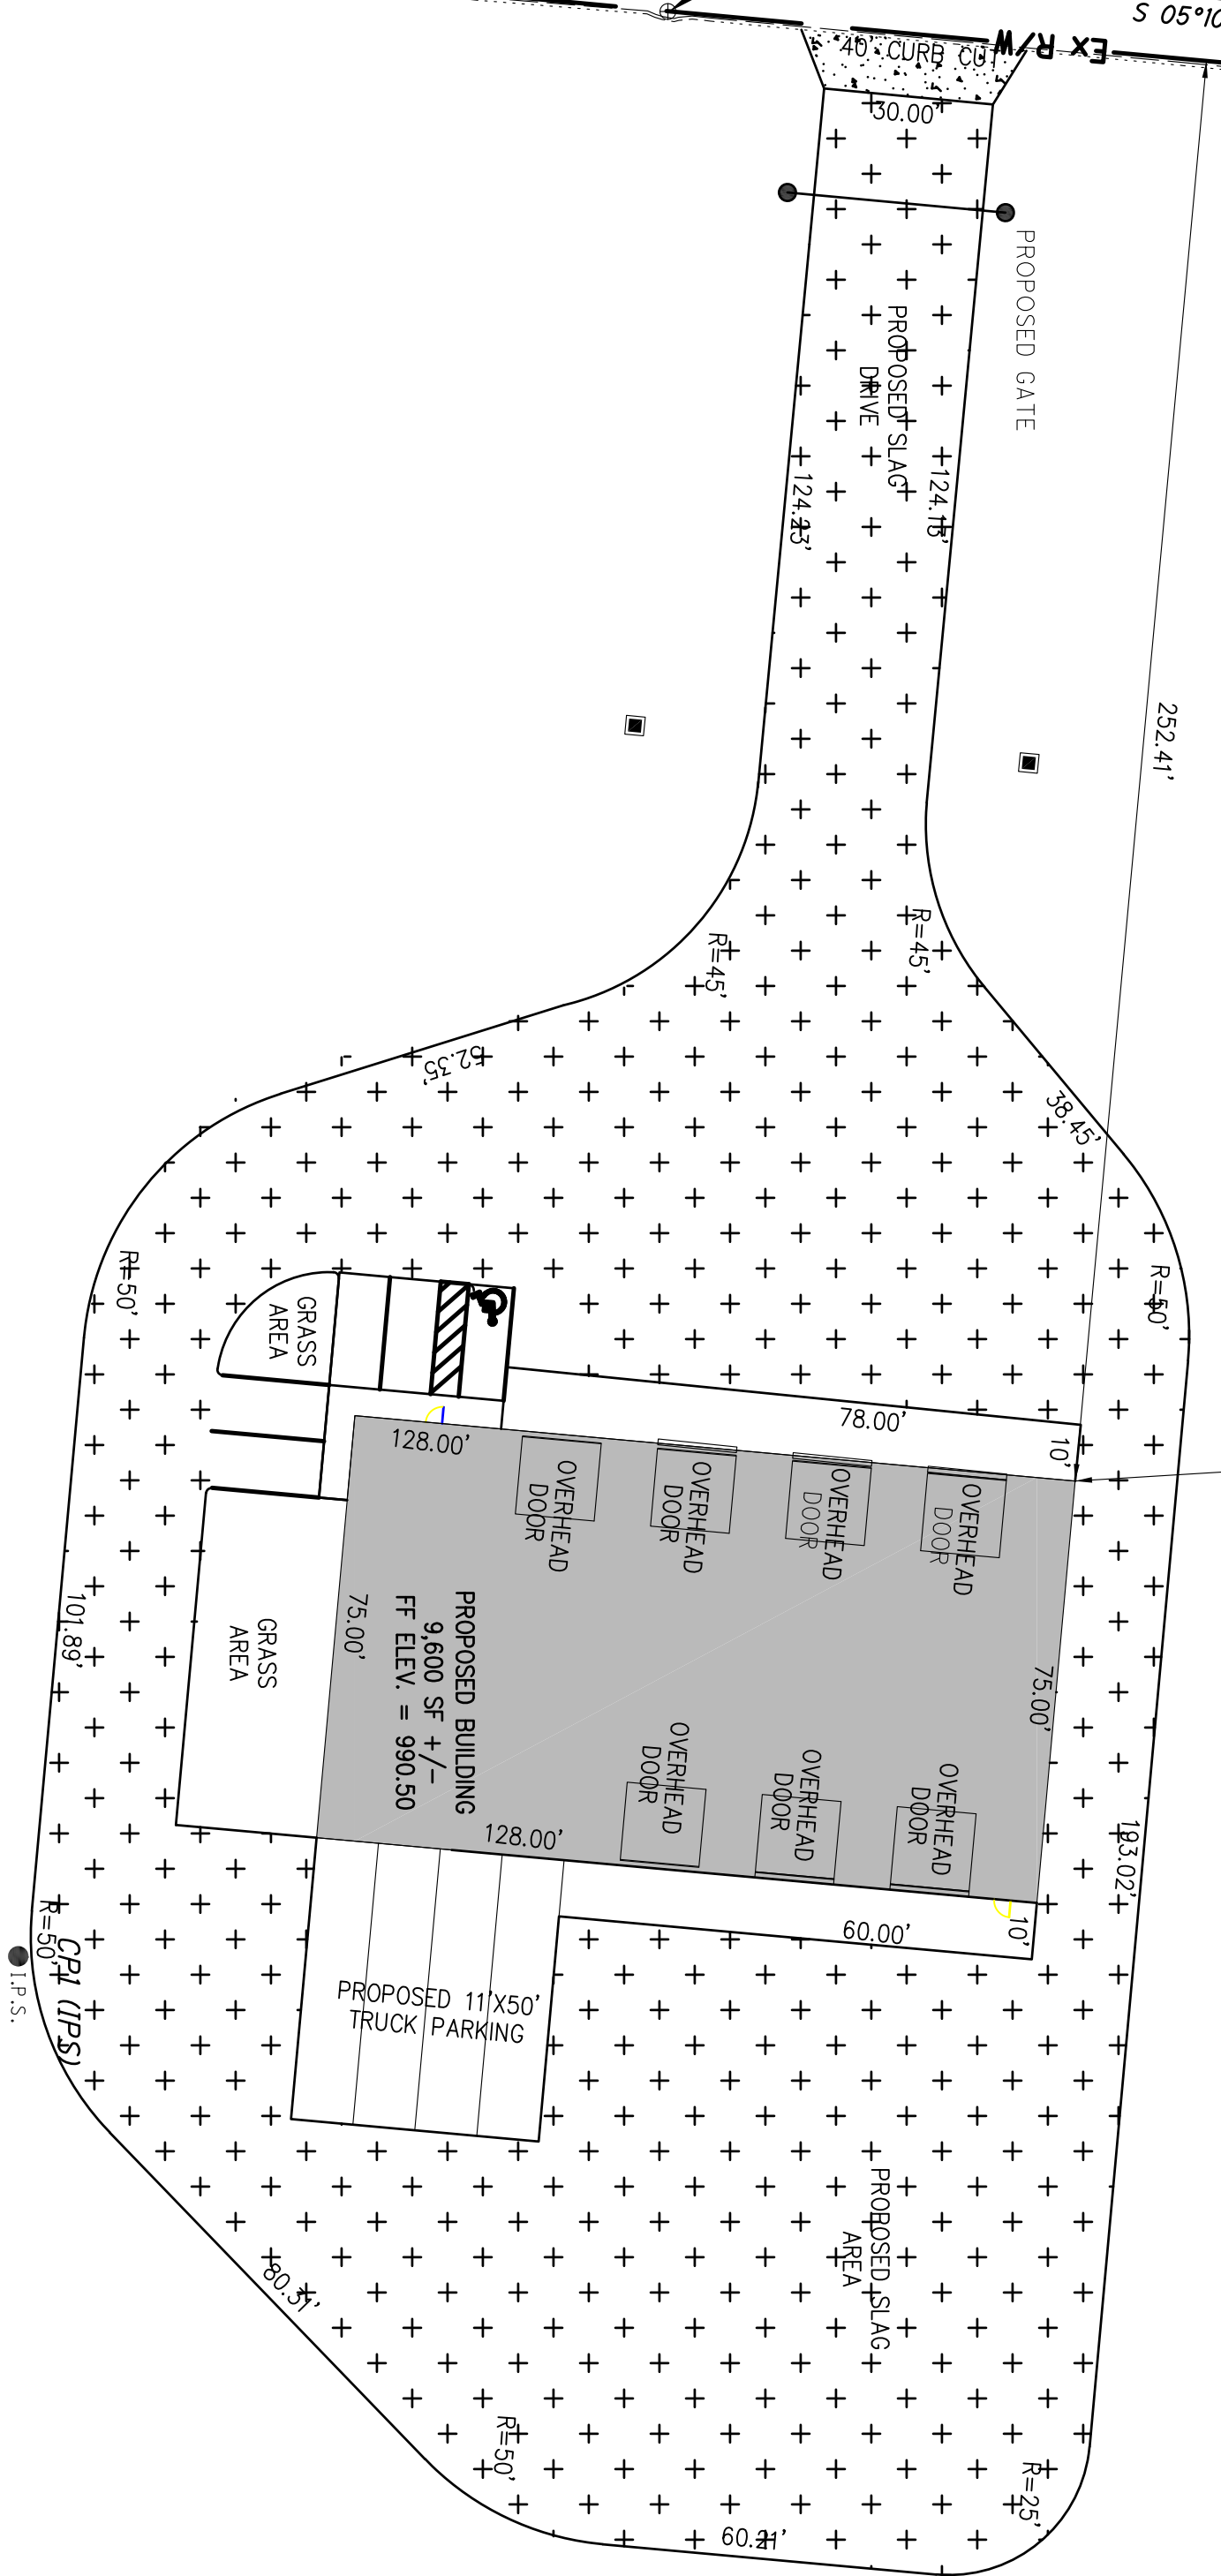 S 05°10
Ex R/W
40' CURB CUT
30.00'
PROPOSED GATE
PROPOSED SLAG
DRIVE
124.23'
124.15'
252.41'
R=45'
R=45'
52.35'
38.45'
R=50'
R=50'
GRASS
AREA
78.00'
10'
128.00'
OVERHEAD
DOOR
OVERHEAD
DOOR
OVERHEAD
DOOR
OVERHEAD
DOOR
75.00'
PROPOSED BUILDING
9,600 SF +/-
FF ELEV. = 990.50
75.00'
GRASS
AREA
101.89'
OVERHEAD
DOOR
OVERHEAD
DOOR
OVERHEAD
DOOR
193.02'
128.00'
60.00'
10'
R=50'
CP1 (IPS)
I.P.S.
PROPOSED 11'X50'
TRUCK PARKING
PROPOSED SLAG
AREA
80.31'
R=50'
R=25'
60.21'